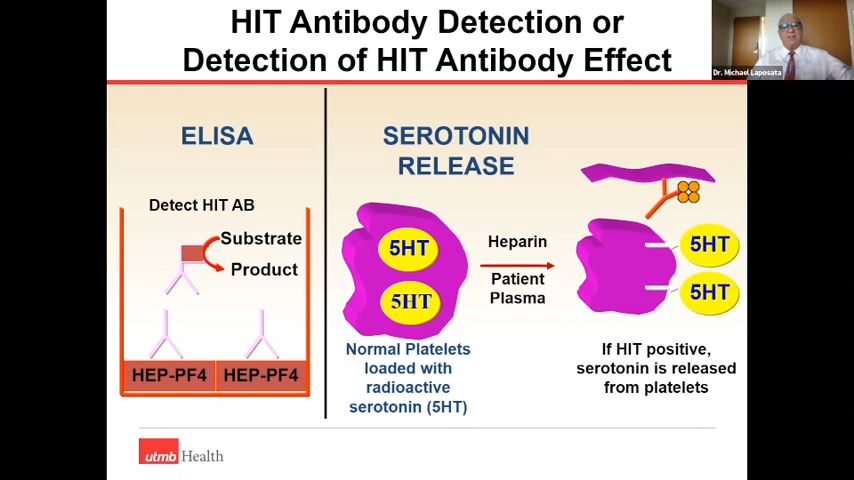 HIT Antibody Detection or
Detection of HIT Antibody Effect
Dr. Michael Laposata
ELISA
Detect HIT AB
Substrate
Product
HEP-PF4 HEP-PF4
SEROTONIN
RELEASE
5HT
5HT
Normal Platelets
loaded with
radioactive
serotonin (5HT)
Heparin
Patient
Plasma
5HT
5HT
If HIT positive,
serotonin is released
from platelets
utmb Health